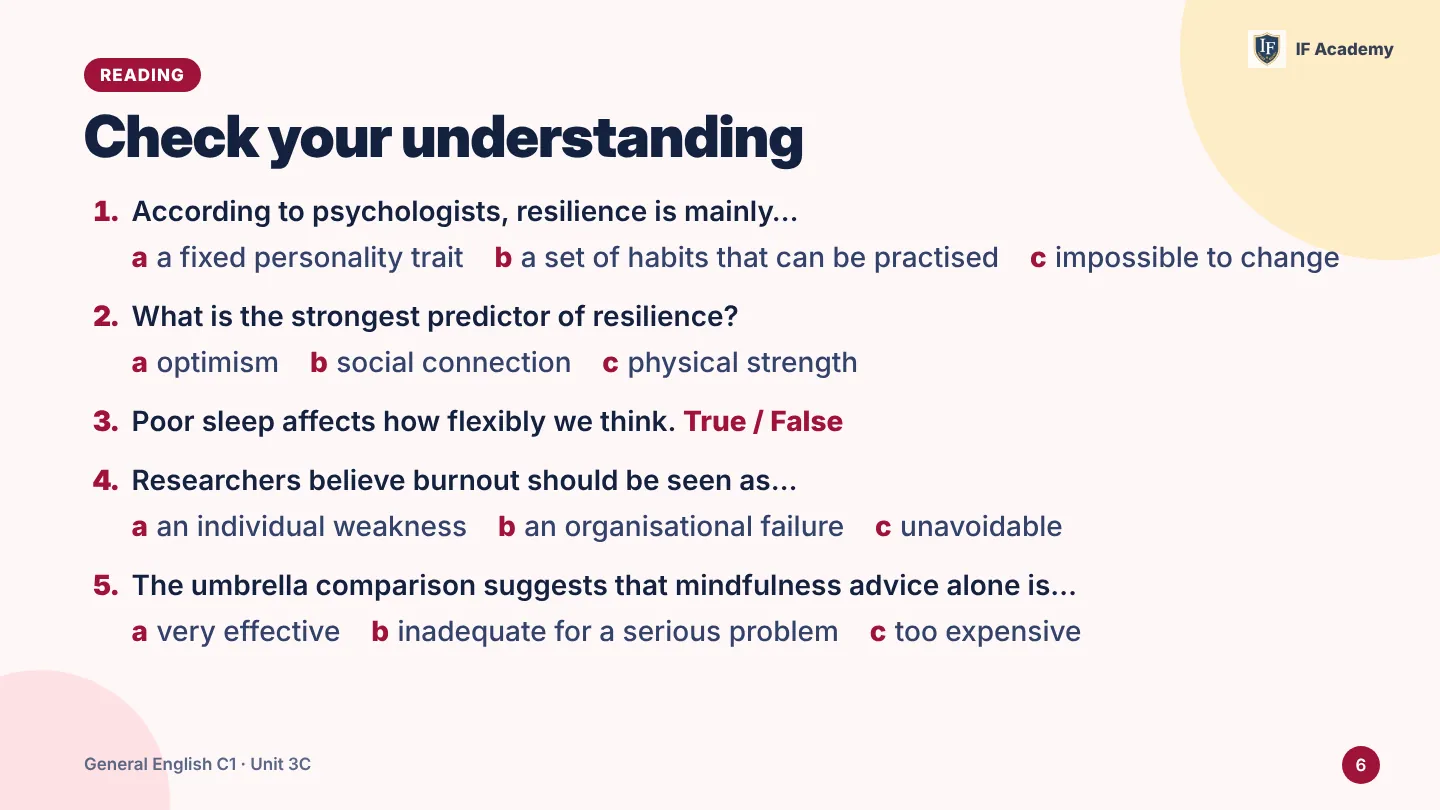 IF IF Academy
READING
Check your understanding
1. According to psychologists, resilience is mainly...
a a fixed personality trait b a set of habits that can be practised c impossible to change
2. What is the strongest predictor of resilience?
a optimism b social connection c physical strength
3. Poor sleep affects how flexibly we think. True / False
4. Researchers believe burnout should be seen as...
a an individual weakness b an organisational failure c unavoidable
5. The umbrella comparison suggests that mindfulness advice alone is...
a very effective b inadequate for a serious problem c too expensive
General English C1 · Unit 3C
6